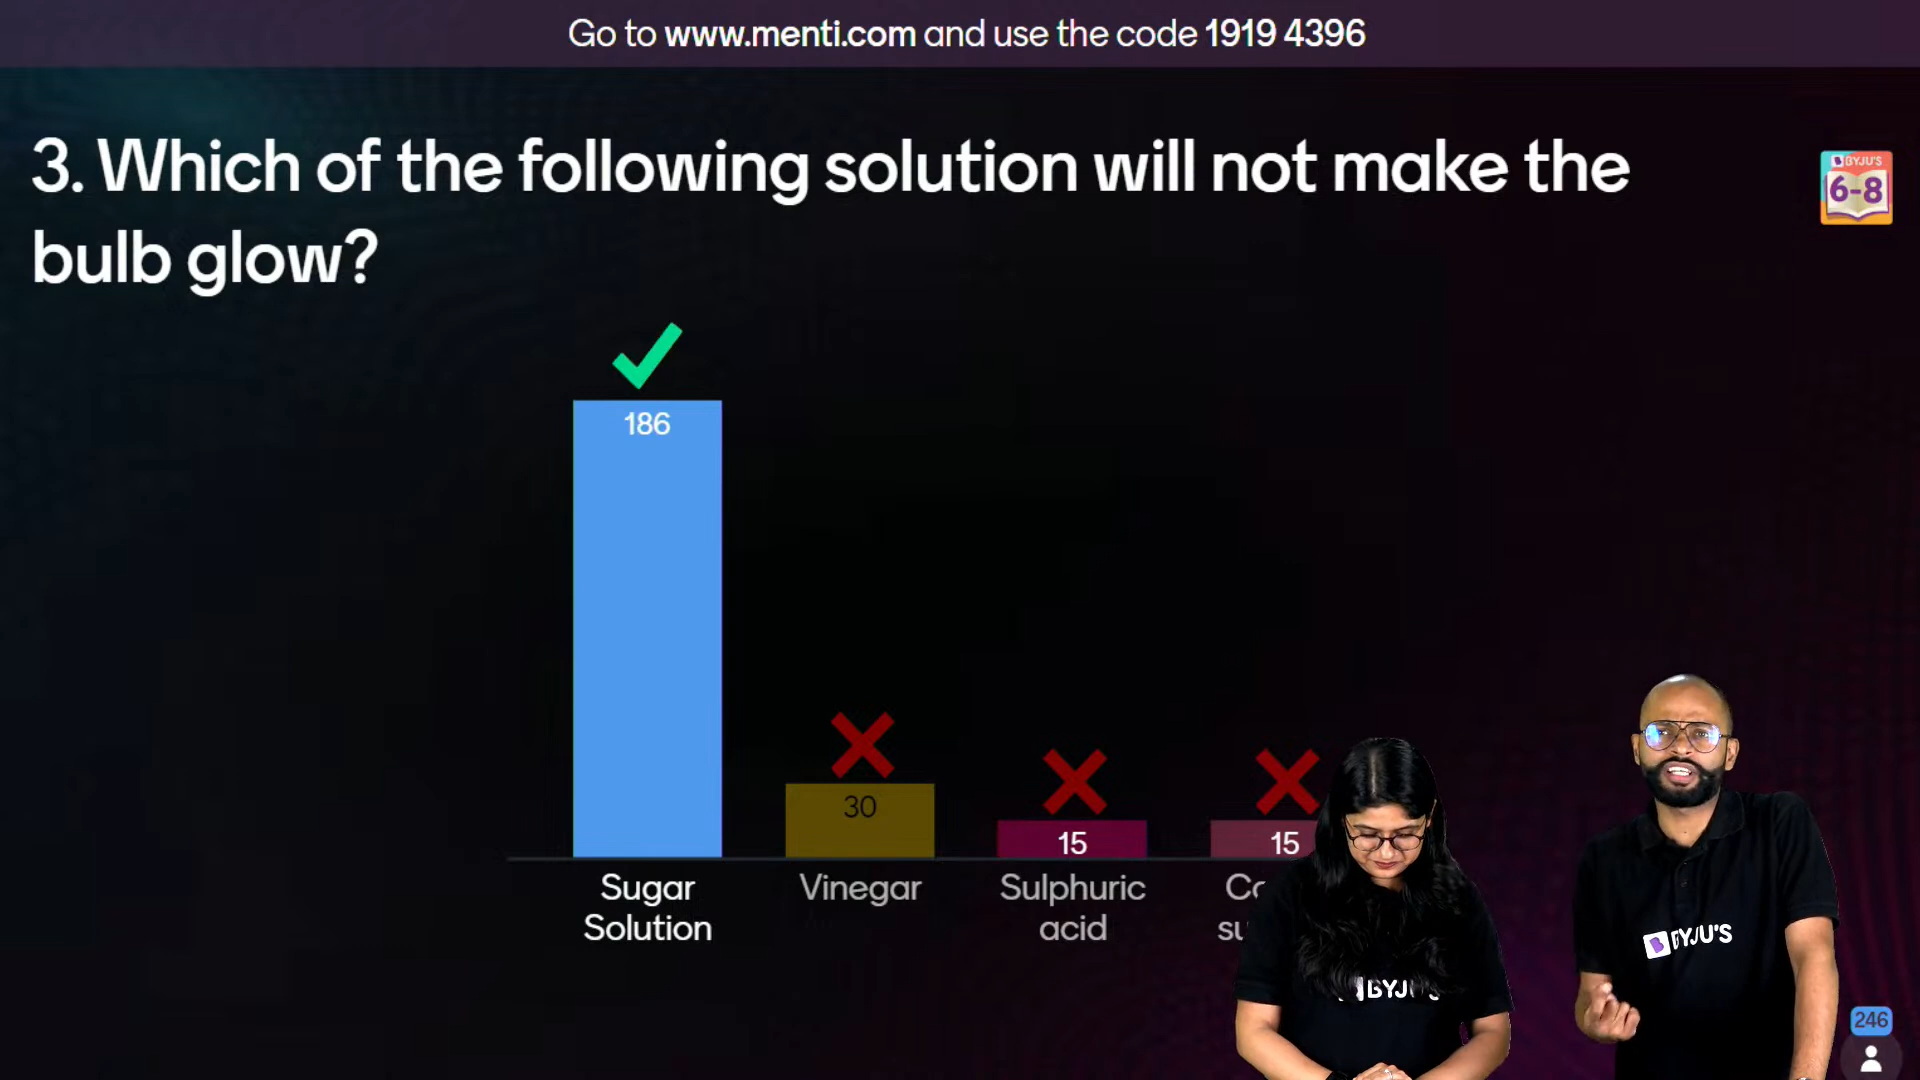 Go to www.menti.com and use the code 1919 4396
3. Which of the following solution will not make the
bulb glow?
BYJU'S
6-8
186
30
15
15
Sugar
Solution
Vinegar
Sulphuric
acid
BYJU'S
246